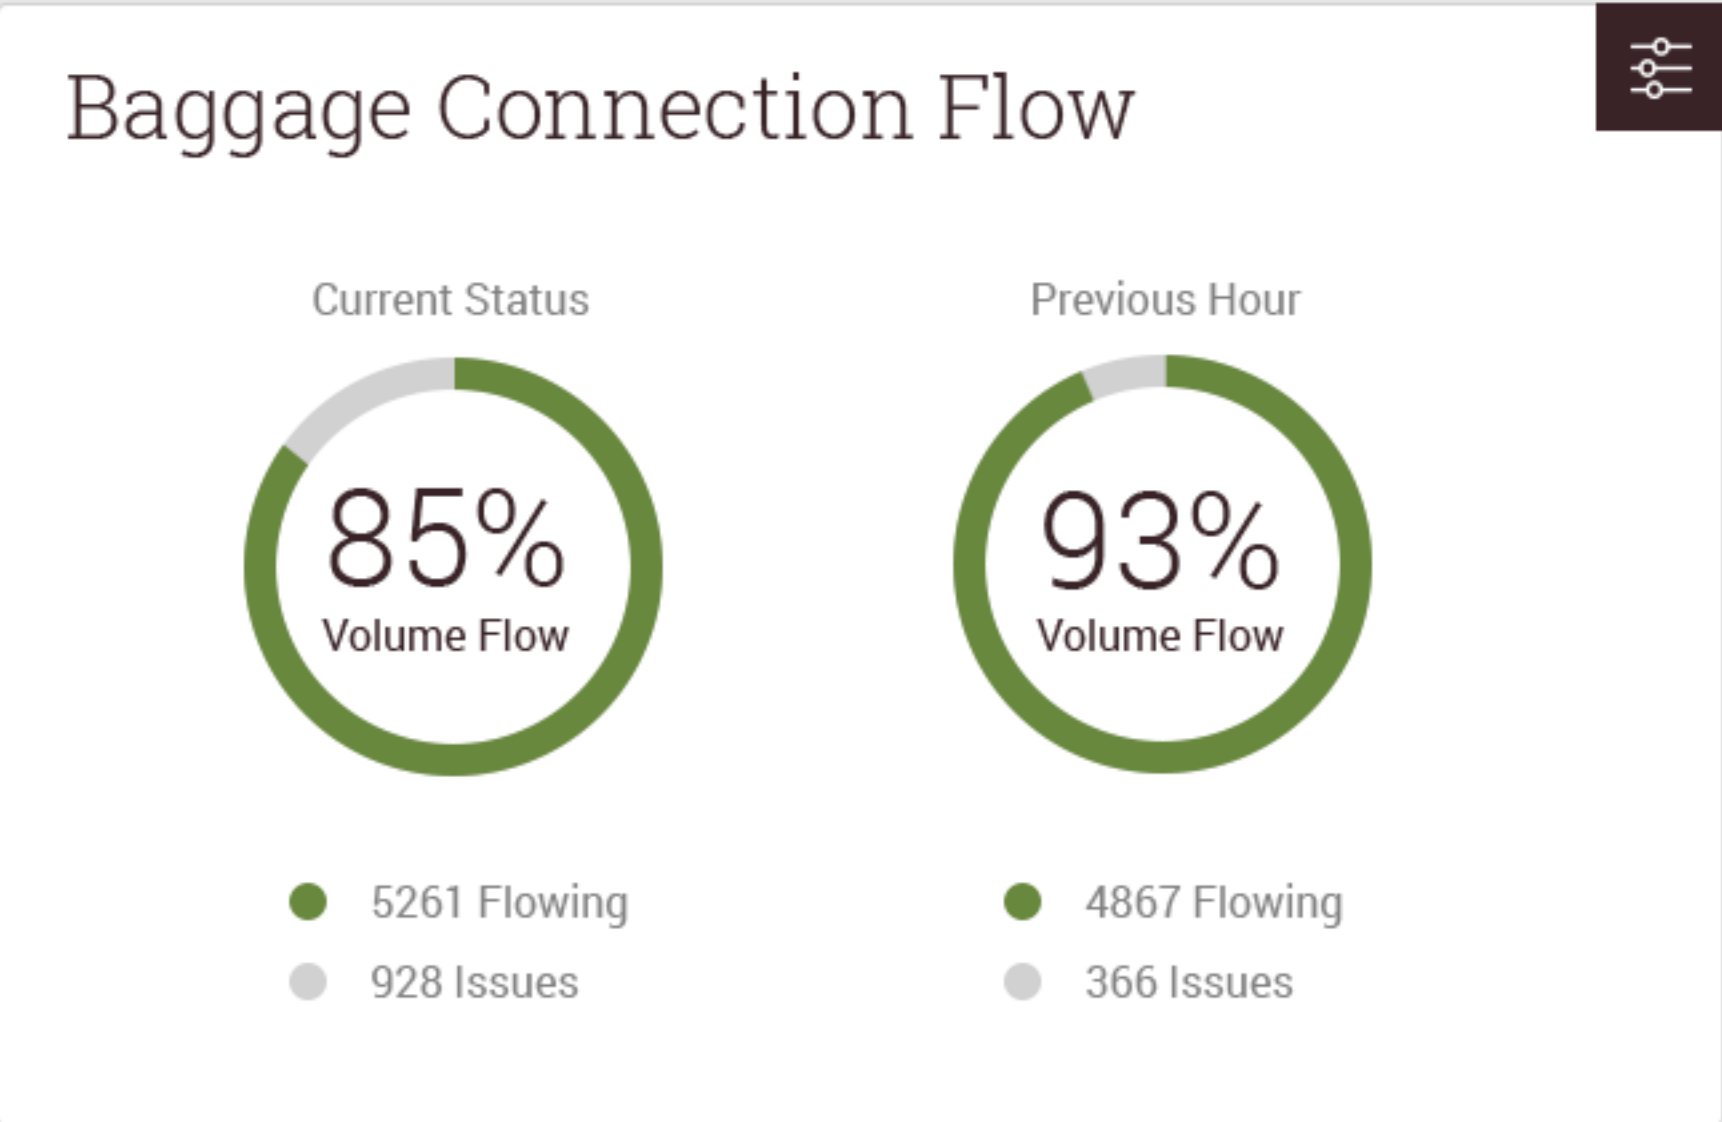 Baggage Connection Flow
Current Status
85%
Volume Flow
5261 Flowing
928 Issues
Previous Hour
93%
Volume Flow
4867 Flowing
366 Issues